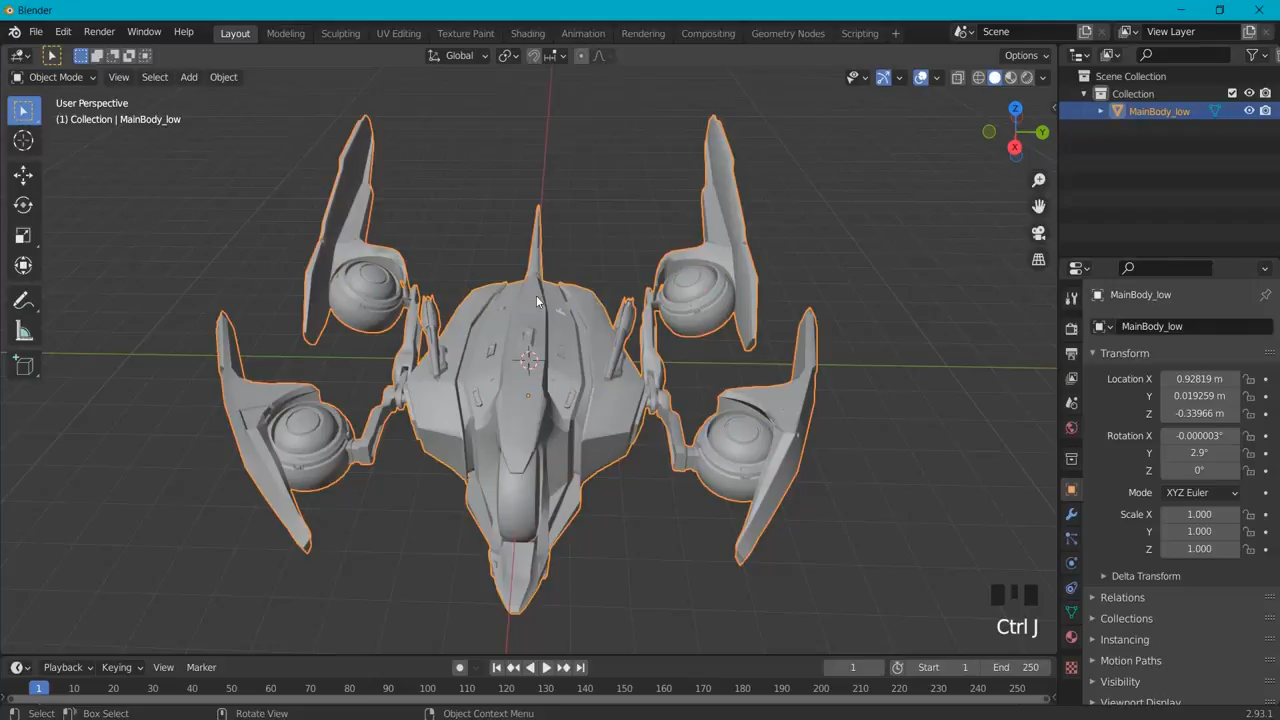 Blender
File Edit Render Window Help
Layout Modeling Sculpting UV Editing Texture Paint Shading Animation Rendering Compositing Geometry Nodes Scripting +
Scene View Layer
Global Options
Object Mode View Select Add Object
Scene Collection
Collection
MainBody_low
User Perspective
(1) Collection | MainBody_low
Z
Y
X
MainBody_low
MainBody_low
Transform
Location X 0.92819 m
Y 0.019259 m
Z -0.33966 m
Rotation X -0.000003°
Y 2.9°
Z 0°
Mode XYZ Euler
Scale X 1.000
Y 1.000
Z 1.000
Delta Transform
Relations
Collections
Instancing
Motion Paths
Visibility
Viewport Display
Ctrl J
Playback Keying View Marker 1 Start 1 End 250
1 10 20 30 40 50 60 70 80 90 100 110 120 130 140 150 160 170 180 190 200 210 220 230 240 250
Select Box Select Rotate View Object Context Menu 2.93.1